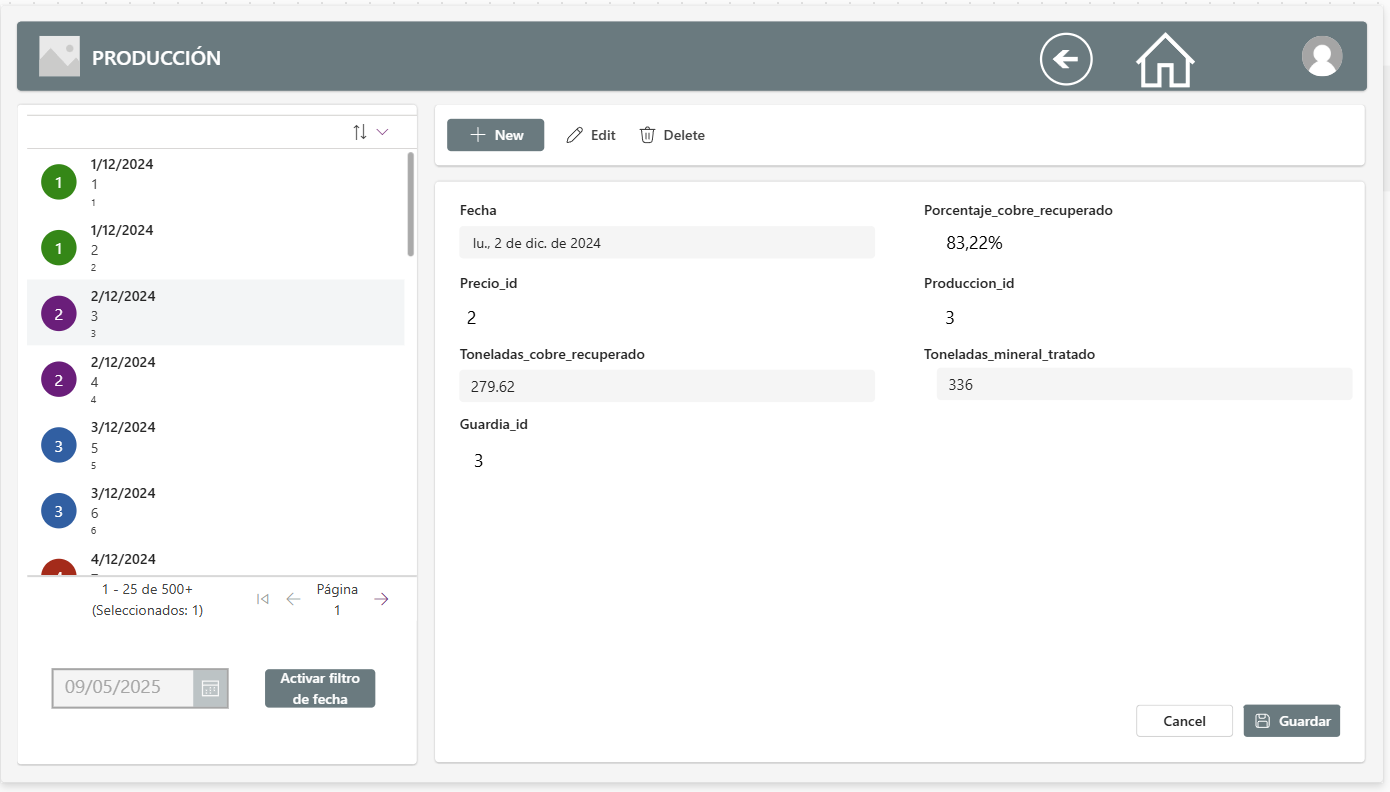 PRODUCCIÓN
1
1/12/2024
1
1
1
1/12/2024
2
2
2
2/12/2024
3
3
2
2/12/2024
4
4
3
3/12/2024
5
5
3
3/12/2024
6
6
4/12/2024
1 - 25 de 500+
(Seleccionados: 1)
Página
1
09/05/2025
Activar filtro
de fecha
New
Edit
Delete
Fecha
Porcentaje_cobre_recuperado
lu., 2 de dic. de 2024
83,22%
Precio_id
Produccion_id
2
3
Toneladas_cobre_recuperado
Toneladas_mineral_tratado
279.62
336
Guardia_id
3
Cancel
Guardar